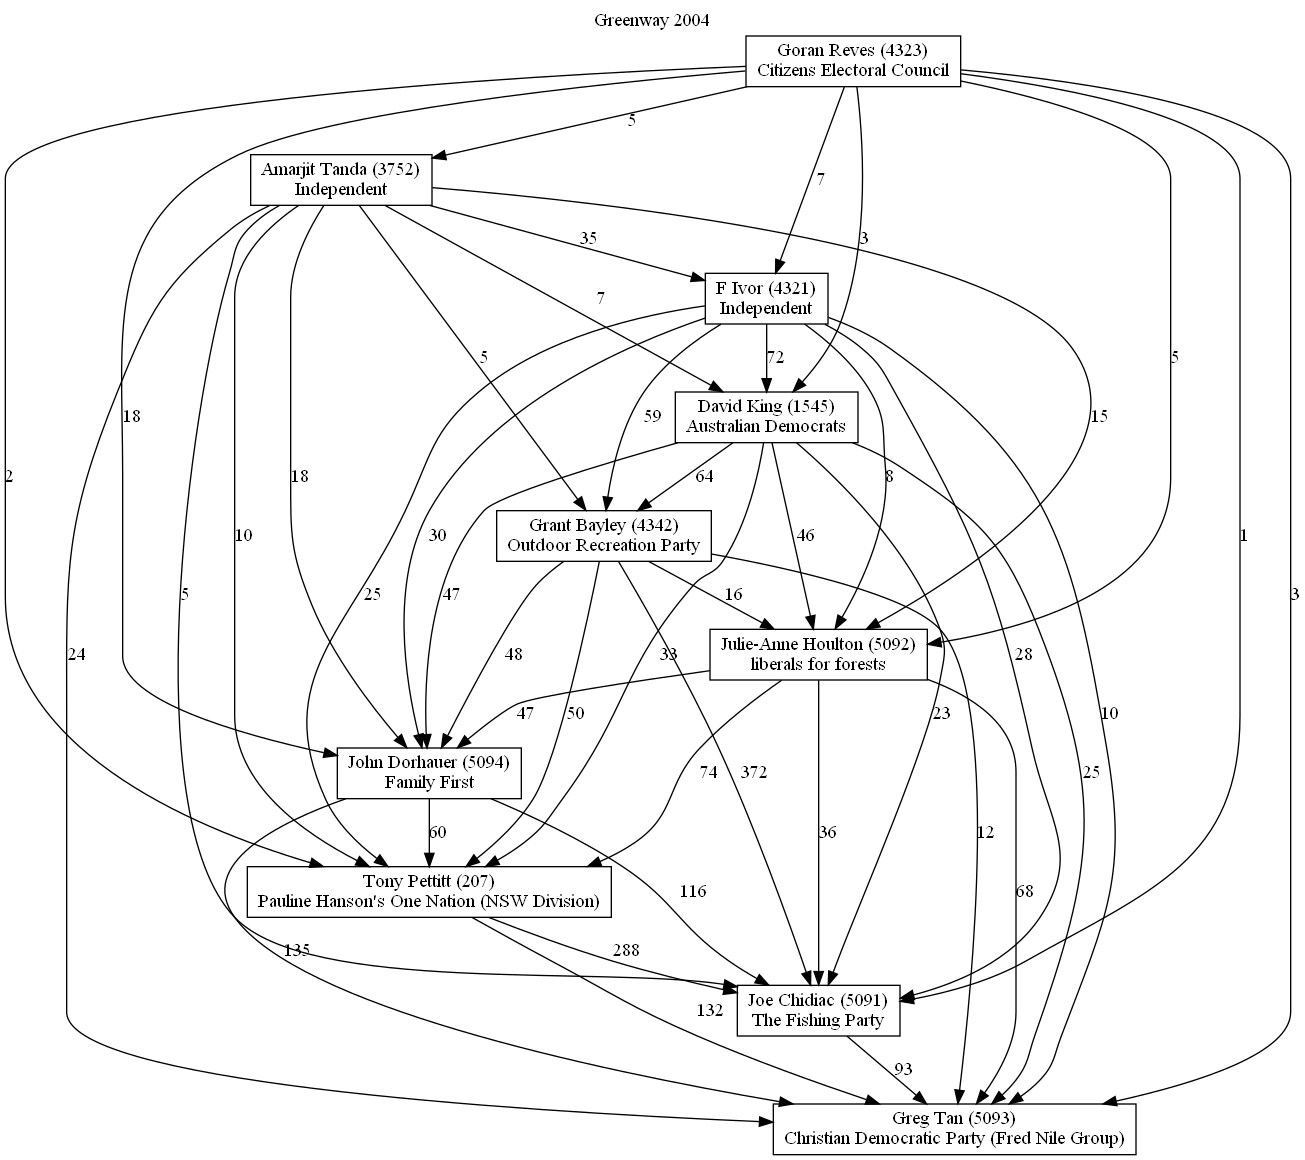 Greenway 2004
Goran Reves (4323)
Citizens Electoral Council
5
Amarjit Tanda (3752)
Independent
7
3
35
F Ivor (4321)
Independent
7
5
72
5
18
59
15
David King (1545)
Australian Democrats
2
18
64
8
Grant Bayley (4342)
Outdoor Recreation Party
10
30
46
1
5
25
47
16
3
Julie-Anne Houlton (5092)
liberals for forests
24
48
33
28
47
50
23
10
John Dorhauer (5094)
Family First
74
372
25
60
36
12
Tony Pettitt (207)
Pauline Hanson's One Nation (NSW Division)
116
68
135
288
Joe Chidiac (5091)
The Fishing Party
132
93
Greg Tan (5093)
Christian Democratic Party (Fred Nile Group)